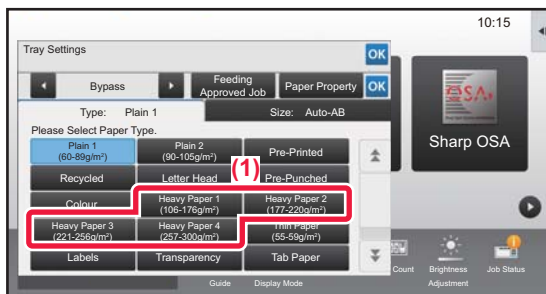 10:15
Tray Settings
OK
Bypass
Feeding
Approved Job
Paper Property
OK
Type: Plain 1
Size: Auto-AB
Please Select Paper Type.
Plain 1
(60-89g/m²)
Plain 2
(90-105g/m²)
Pre-Printed
Recycled
Letter Head
(1)
Pre-Punched
Colour
Heavy Paper 1
(106-176g/m²)
Heavy Paper 2
(177-220g/m²)
Heavy Paper 3
(221-256g/m²)
Heavy Paper 4
(257-300g/m²)
Thin Paper
(55-59g/m²)
Labels
Transparency
Tab Paper
OSA
Sharp OSA
Count
Brightness
Adjustment
Job Status
Guide
Display Mode